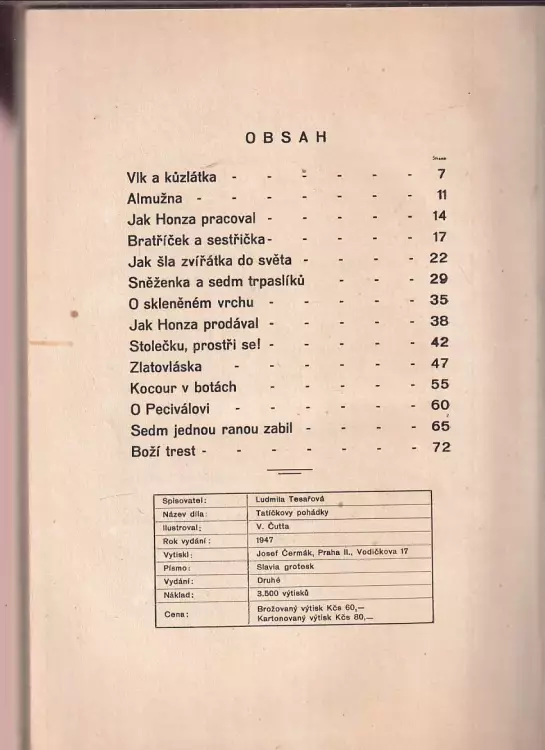 OBSAH
Strana
Vlk a kůzlátka - - - - - - 7
Almužna - - - - - - - 11
Jak Honza pracoval - - - - - 14
Bratříček a sestřička - - - - - 17
Jak šla zvířátka do světa - - - - 22
Sněženka a sedm trpaslíků - - - 29
O skleněném vrchu - - - - - 35
Jak Honza prodával - - - - - 38
Stolečku, prostři se! - - - - - 42
Zlatovláska - - - - - - 47
Kocour v botách - - - - - 55
O Peciválovi - - - - - - 60
Sedm jednou ranou zabil - - - - 65
Boží trest - - - - - - - 72
Spisovatel: Ludmila Tesařová
Název díla: Tatíčkovy pohádky
Ilustroval: V. Čutta
Rok vydání: 1947
Vytiskl: Josef Čermák, Praha II., Vodičkova 17
Písmo: Slavia grotesk
Vydání: Druhé
Náklad: 3.500 výtisků
Cena: Brožovaný výtisk Kčs 60,—
Kartonovaný výtisk Kčs 80,—